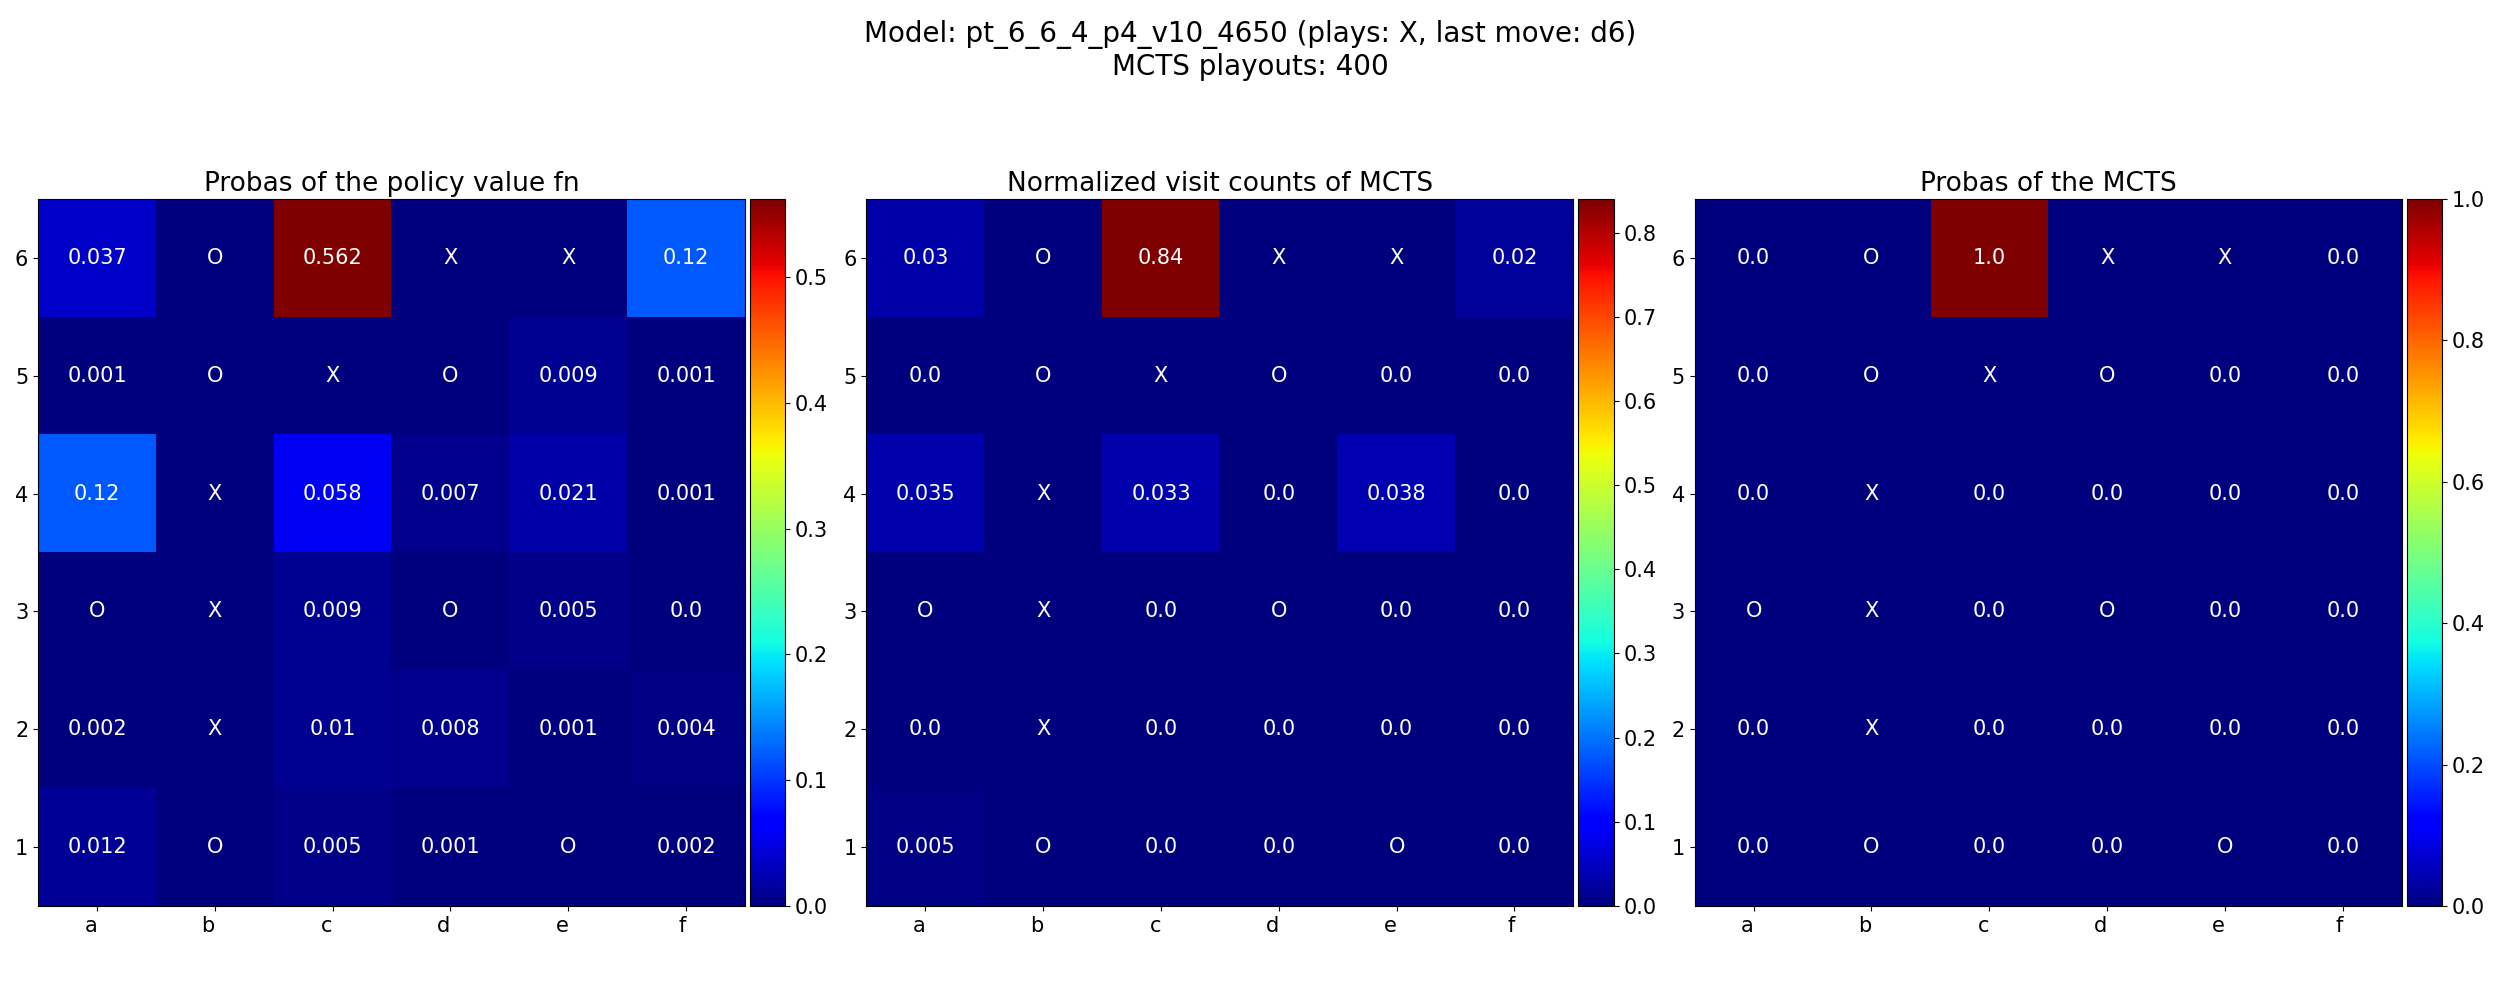 Model: pt_6_6_4_p4_v10_4650 (plays: X, last move: d6)
MCTS playouts: 400
Probas of the policy value fn
6 0.037 O 0.562 X X 0.12
5 0.001 O X O 0.009 0.001
4 0.12 X 0.058 0.007 0.021 0.001
3 O X 0.009 O 0.005 0.0
2 0.002 X 0.01 0.008 0.001 0.004
1 0.012 O 0.005 0.001 O 0.002
a b c d e f
0.5
0.4
0.3
0.2
0.1
0.0
Normalized visit counts of MCTS
6 0.03 O 0.84 X X 0.02
5 0.0 O X O 0.0 0.0
4 0.035 X 0.033 0.0 0.038 0.0
3 O X 0.0 O 0.0 0.0
2 0.0 X 0.0 0.0 0.0 0.0
1 0.005 O 0.0 0.0 O 0.0
a b c d e f
0.8
0.7
0.6
0.5
0.4
0.3
0.2
0.1
0.0
Probas of the MCTS
6 0.0 O 1.0 X X 0.0
5 0.0 O X O 0.0 0.0
4 0.0 X 0.0 0.0 0.0 0.0
3 O X 0.0 O 0.0 0.0
2 0.0 X 0.0 0.0 0.0 0.0
1 0.0 O 0.0 0.0 O 0.0
a b c d e f
1.0
0.8
0.6
0.4
0.2
0.0